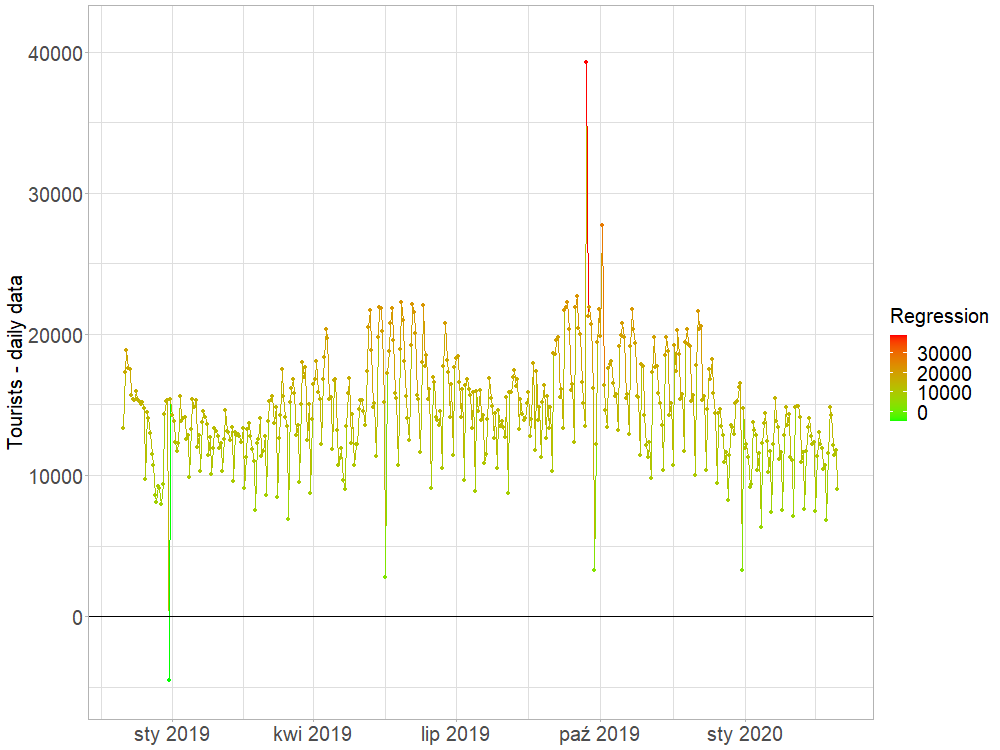 40000
30000
20000
10000
0
Tourists - daily data
sty 2019
kwi 2019
lip 2019
paź 2019
sty 2020
Regression
30000
20000
10000
0